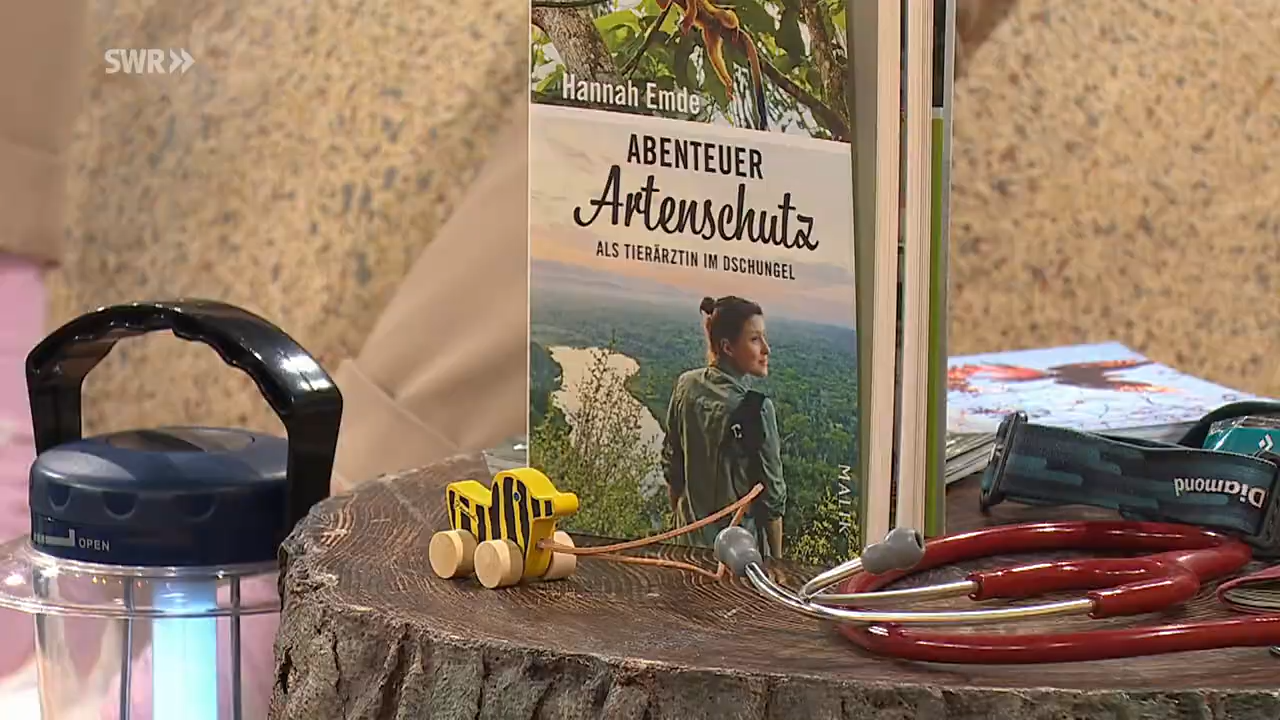 SWR»
Hannah Emde
ABENTEUER
Artenschutz
ALS TIERÄRZTIN IM DSCHUNGEL
MALIK
OPEN
Diamond